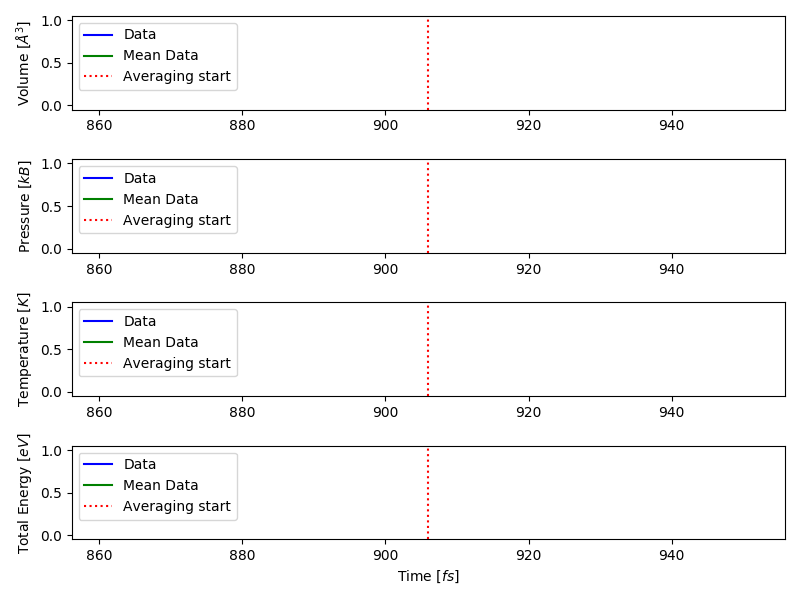 Volume [Å³]
1.0
0.5
0.0
Data
Mean Data
Averaging start
860 880 900 920 940
Pressure [kB]
1.0
0.5
0.0
Data
Mean Data
Averaging start
860 880 900 920 940
Temperature [K]
1.0
0.5
0.0
Data
Mean Data
Averaging start
860 880 900 920 940
Total Energy [eV]
1.0
0.5
0.0
Data
Mean Data
Averaging start
860 880 900 920 940
Time [fs]